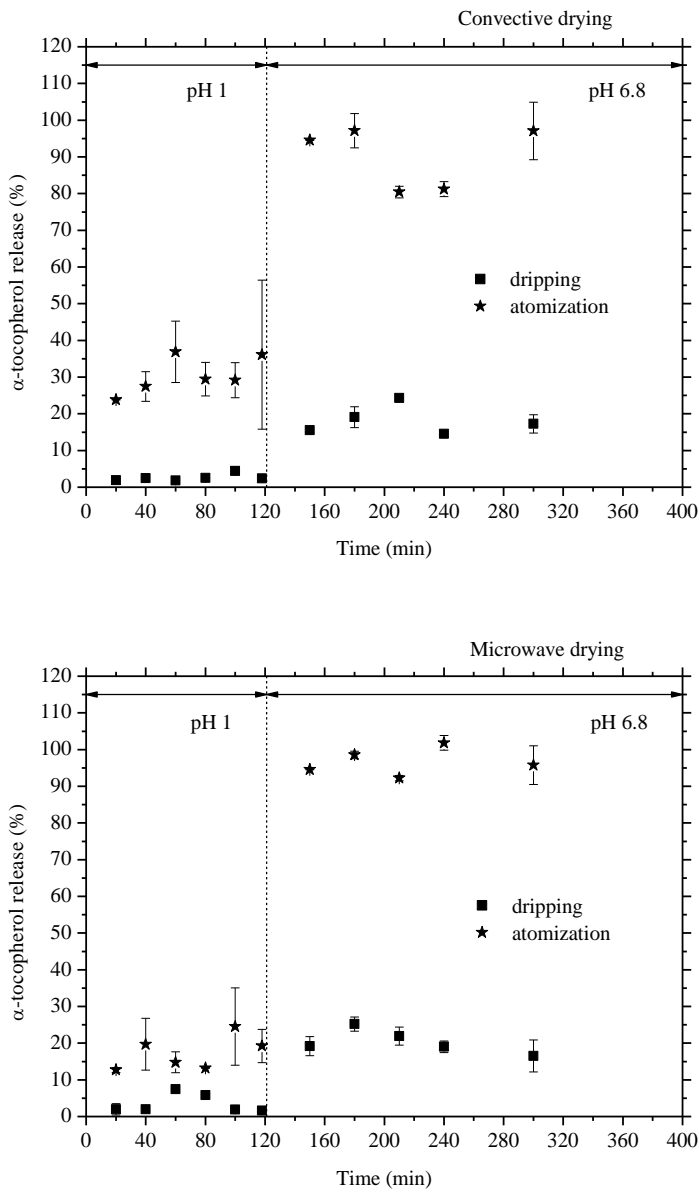 Convective drying
120
110
100
90
80
70
60
50
40
30
20
10
0
α-tocopherol release (%)
pH 1
pH 6.8
dripping
atomization
0 40 80 120 160 200 240 280 320 360 400
Time (min)
Microwave drying
120
110
100
90
80
70
60
50
40
30
20
10
0
α-tocopherol release (%)
pH 1
pH 6.8
dripping
atomization
0 40 80 120 160 200 240 280 320 360 400
Time (min)